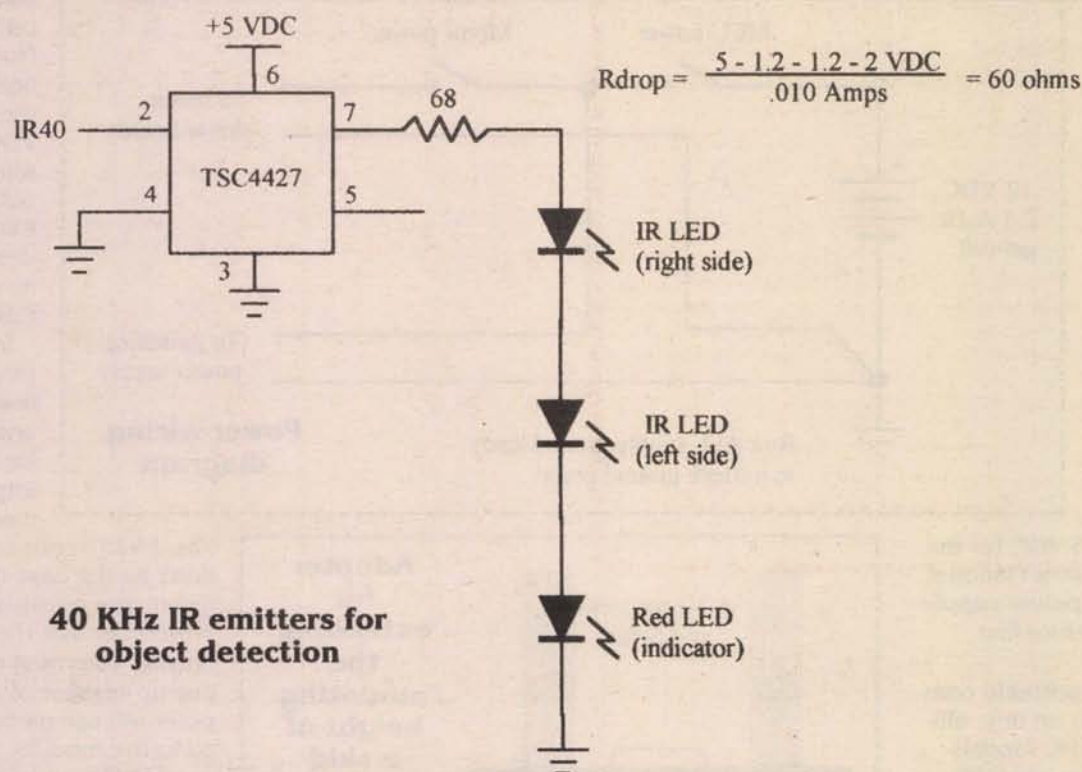 +5 VDC
6
Rdrop = 5 - 1.2 - 1.2 - 2 VDC
.010 Amps
= 60 ohms
2
7
68
IR40
TSC4427
4
5
3
IR LED
(right side)
IR LED
(left side)
40 KHz IR emitters for
object detection
Red LED
(indicator)